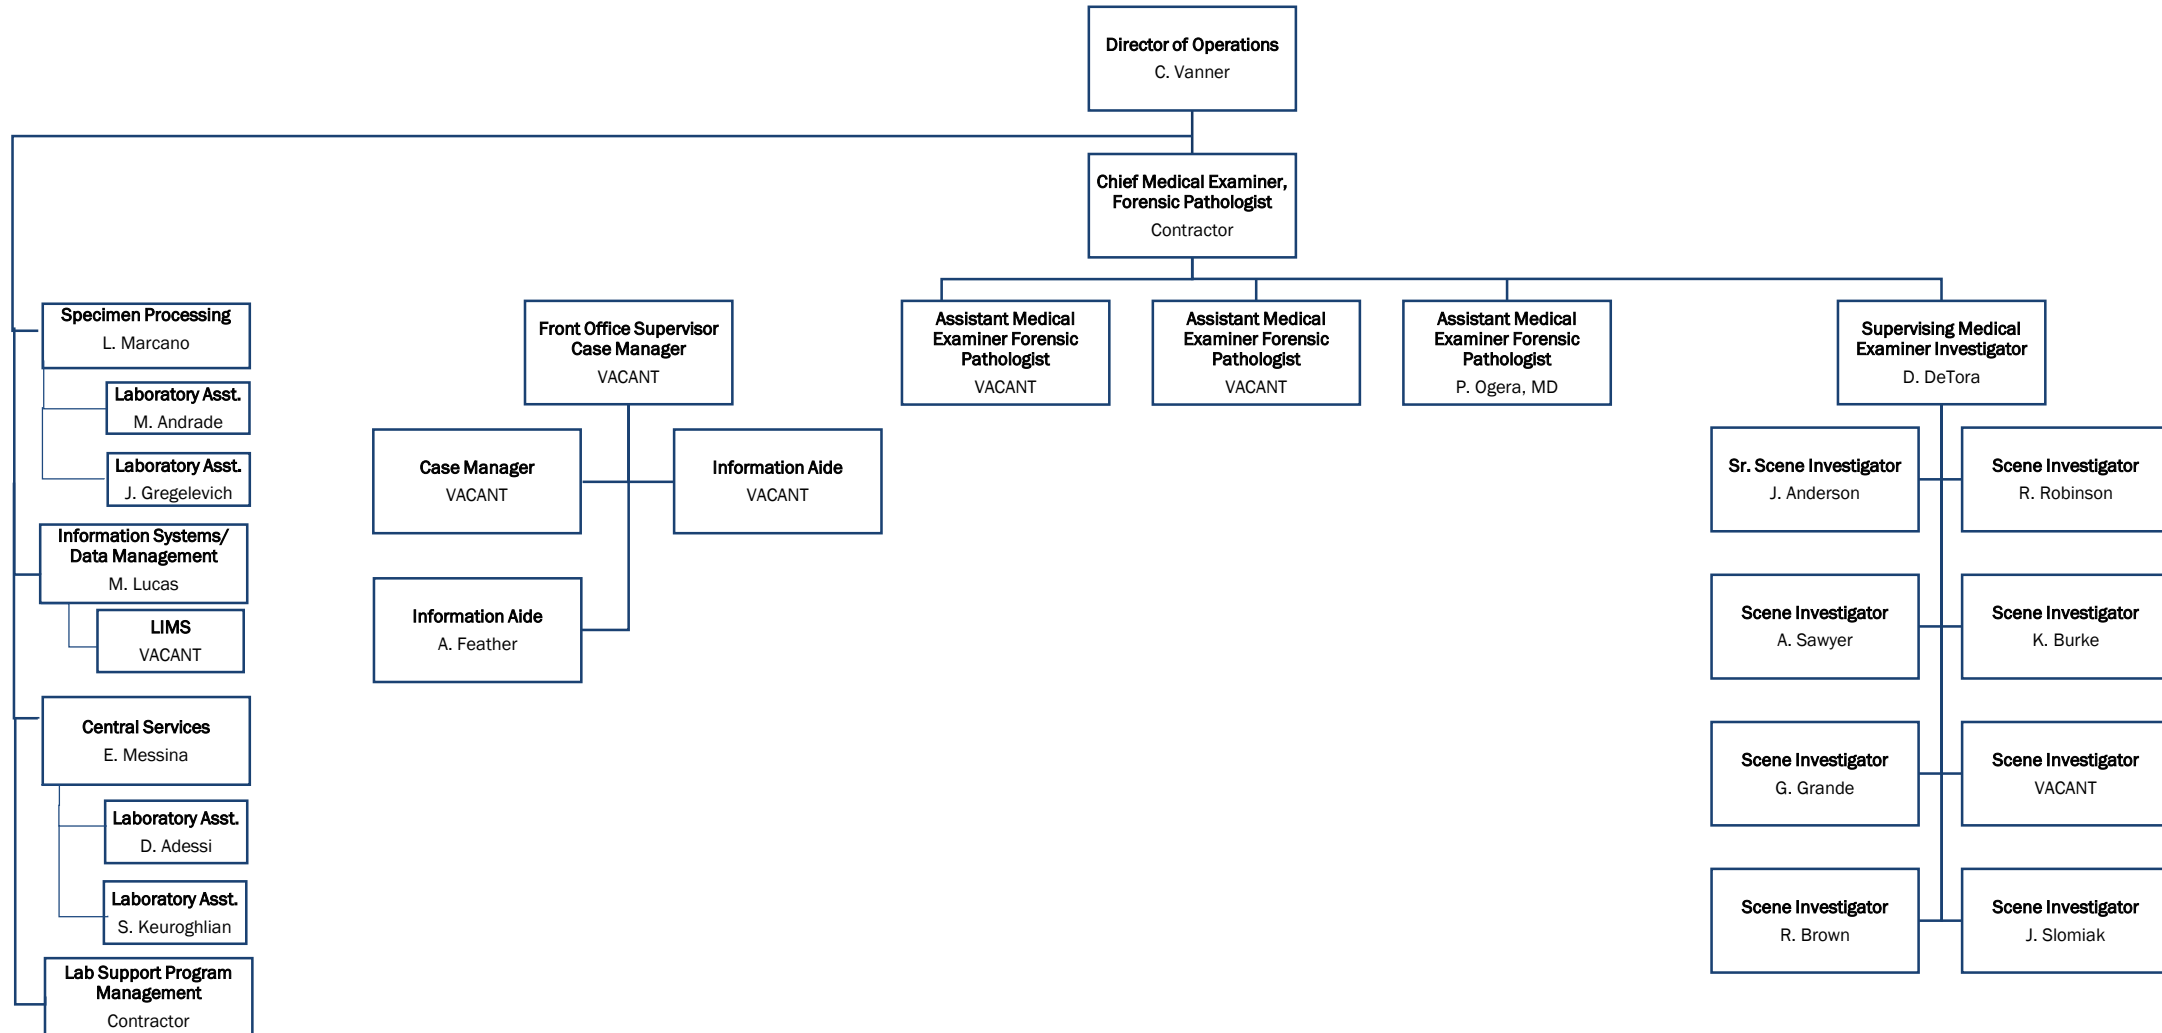 Director of Operations
C. Vanner
Chief Medical Examiner,
Forensic Pathologist
Contractor
Specimen Processing
L. Marcano
Laboratory Asst.
M. Andrade
Laboratory Asst.
J. Gregelevich
Information Systems/
Data Management
M. Lucas
LIMS
VACANT
Central Services
E. Messina
Laboratory Asst.
D. Adessi
Laboratory Asst.
S. Keuroghlian
Lab Support Program
Management
Contractor
Front Office Supervisor
Case Manager
VACANT
Case Manager
VACANT
Information Aide
VACANT
Information Aide
A. Feather
Assistant Medical
Examiner Forensic
Pathologist
VACANT
Assistant Medical
Examiner Forensic
Pathologist
VACANT
Assistant Medical
Examiner Forensic
Pathologist
P. Ogera, MD
Supervising Medical
Examiner Investigator
D. DeTora
Sr. Scene Investigator
J. Anderson
Scene Investigator
R. Robinson
Scene Investigator
A. Sawyer
Scene Investigator
K. Burke
Scene Investigator
G. Grande
Scene Investigator
VACANT
Scene Investigator
R. Brown
Scene Investigator
J. Slomiak